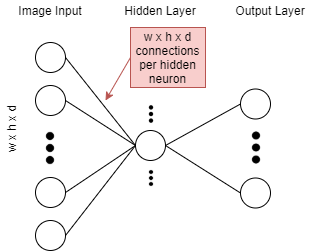 Image Input
Hidden Layer
Output Layer
w x h x d
connections
per hidden
neuron
w x h x d